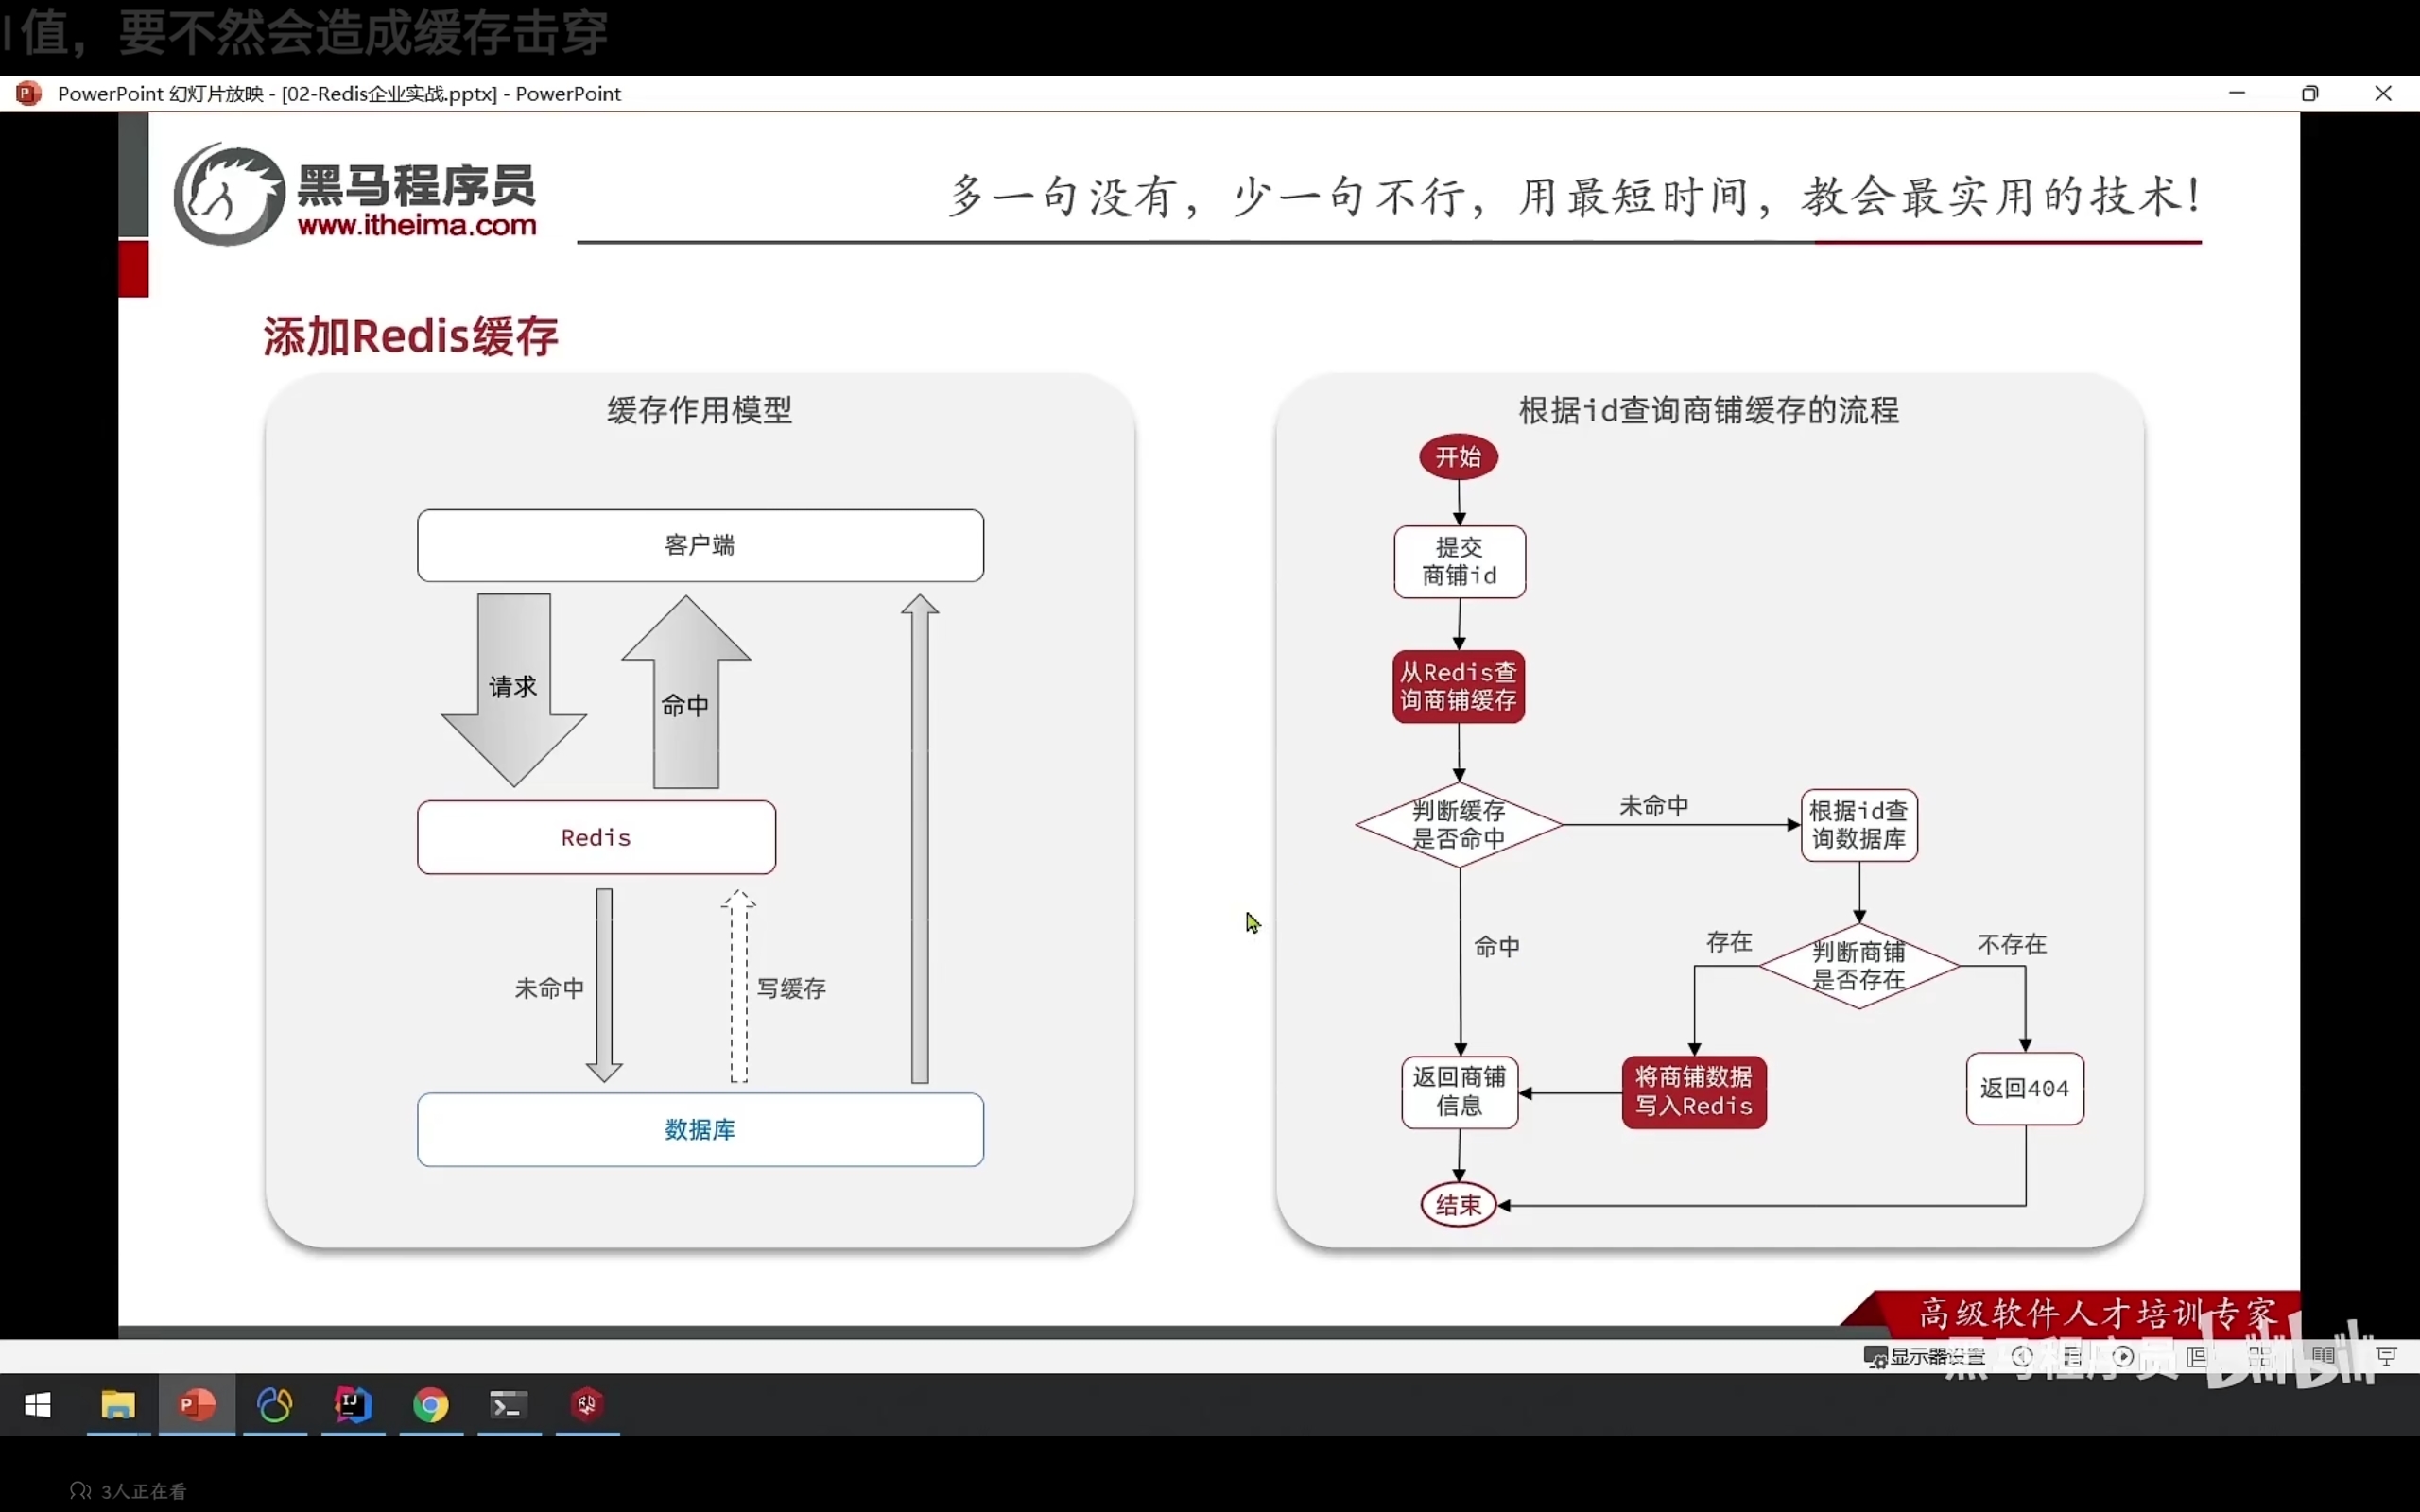 值，要不然会造成缓存击穿
PowerPoint 幻灯片放映 - [02-Redis企业实战.pptx] - PowerPoint
黑马程序员
www.itheima.com
多一句没有，少一句不行，用最短时间，教会最实用的技术！
添加Redis缓存
缓存作用模型
客户端
请求
命中
Redis
未命中
写缓存
数据库
根据id查询商铺缓存的流程
开始
提交
商铺id
从Redis查
询商铺缓存
判断缓存
是否命中
未命中
根据id查
询数据库
命中
存在
判断商铺
是否存在
不存在
返回商铺
信息
将商铺数据
写入Redis
返回404
结束
高级软件人才培训专家
显示器设置
黑马程序员 bilibili
3人正在看